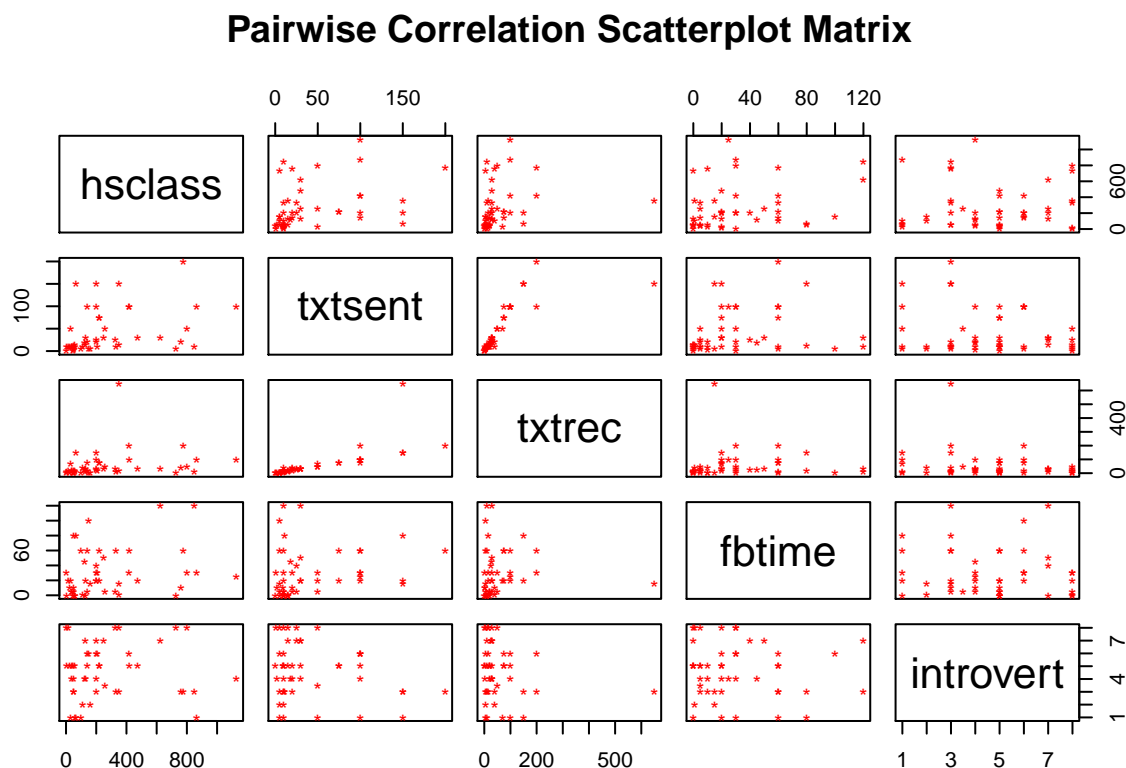 Pairwise Correlation Scatterplot Matrix
0 50 150 0 40 80 120
hsclass 0 600
0 100 txtsent
txtrec 0 400
0 60 fbtime
introvert 1 4 7
0 400 800 0 200 500 1 3 5 7